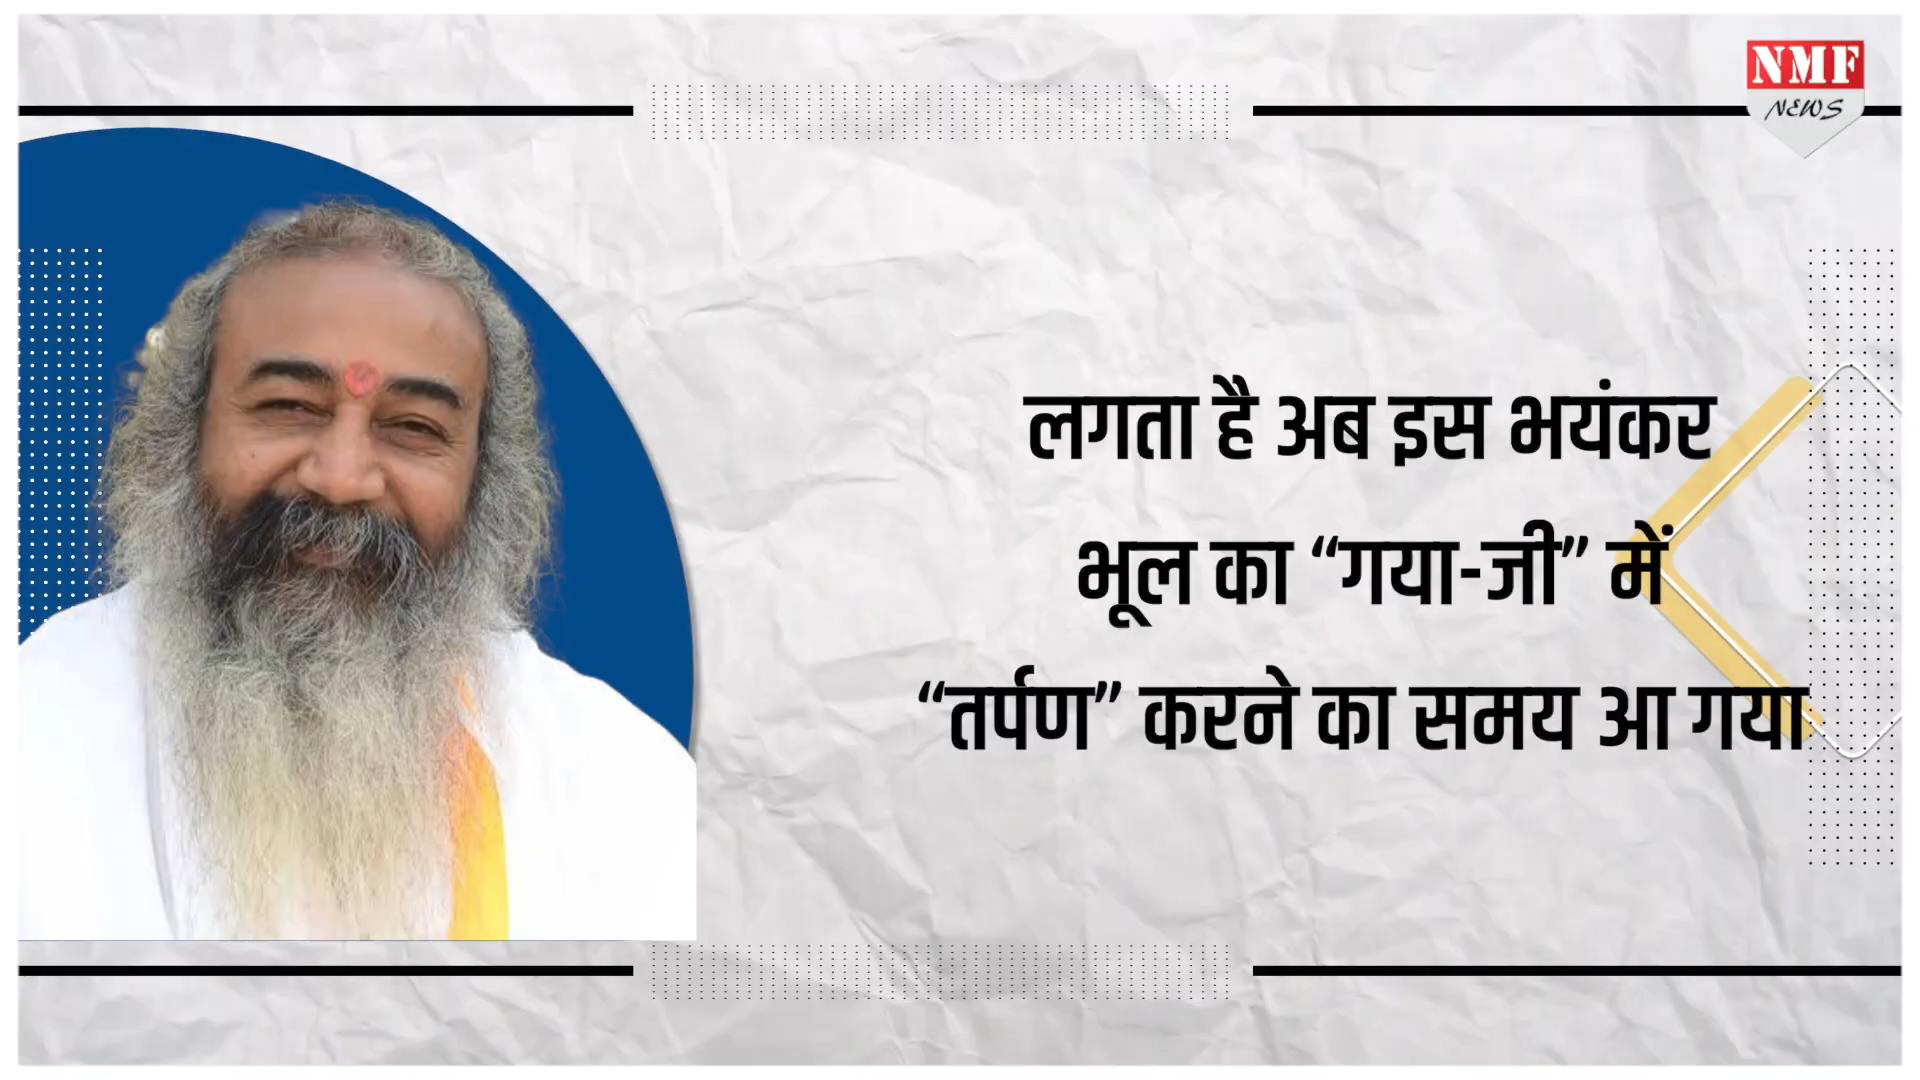 NMF
NEWS
लगता है अब इस भयंकर
भूल का “गया-जी” में
“तर्पण” करने का समय आ गया